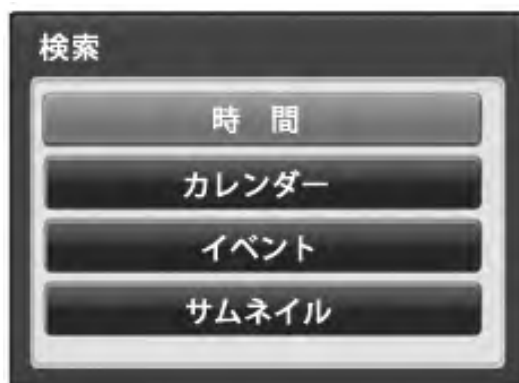 検索
時　間
カレンダー
イベント
サムネイル